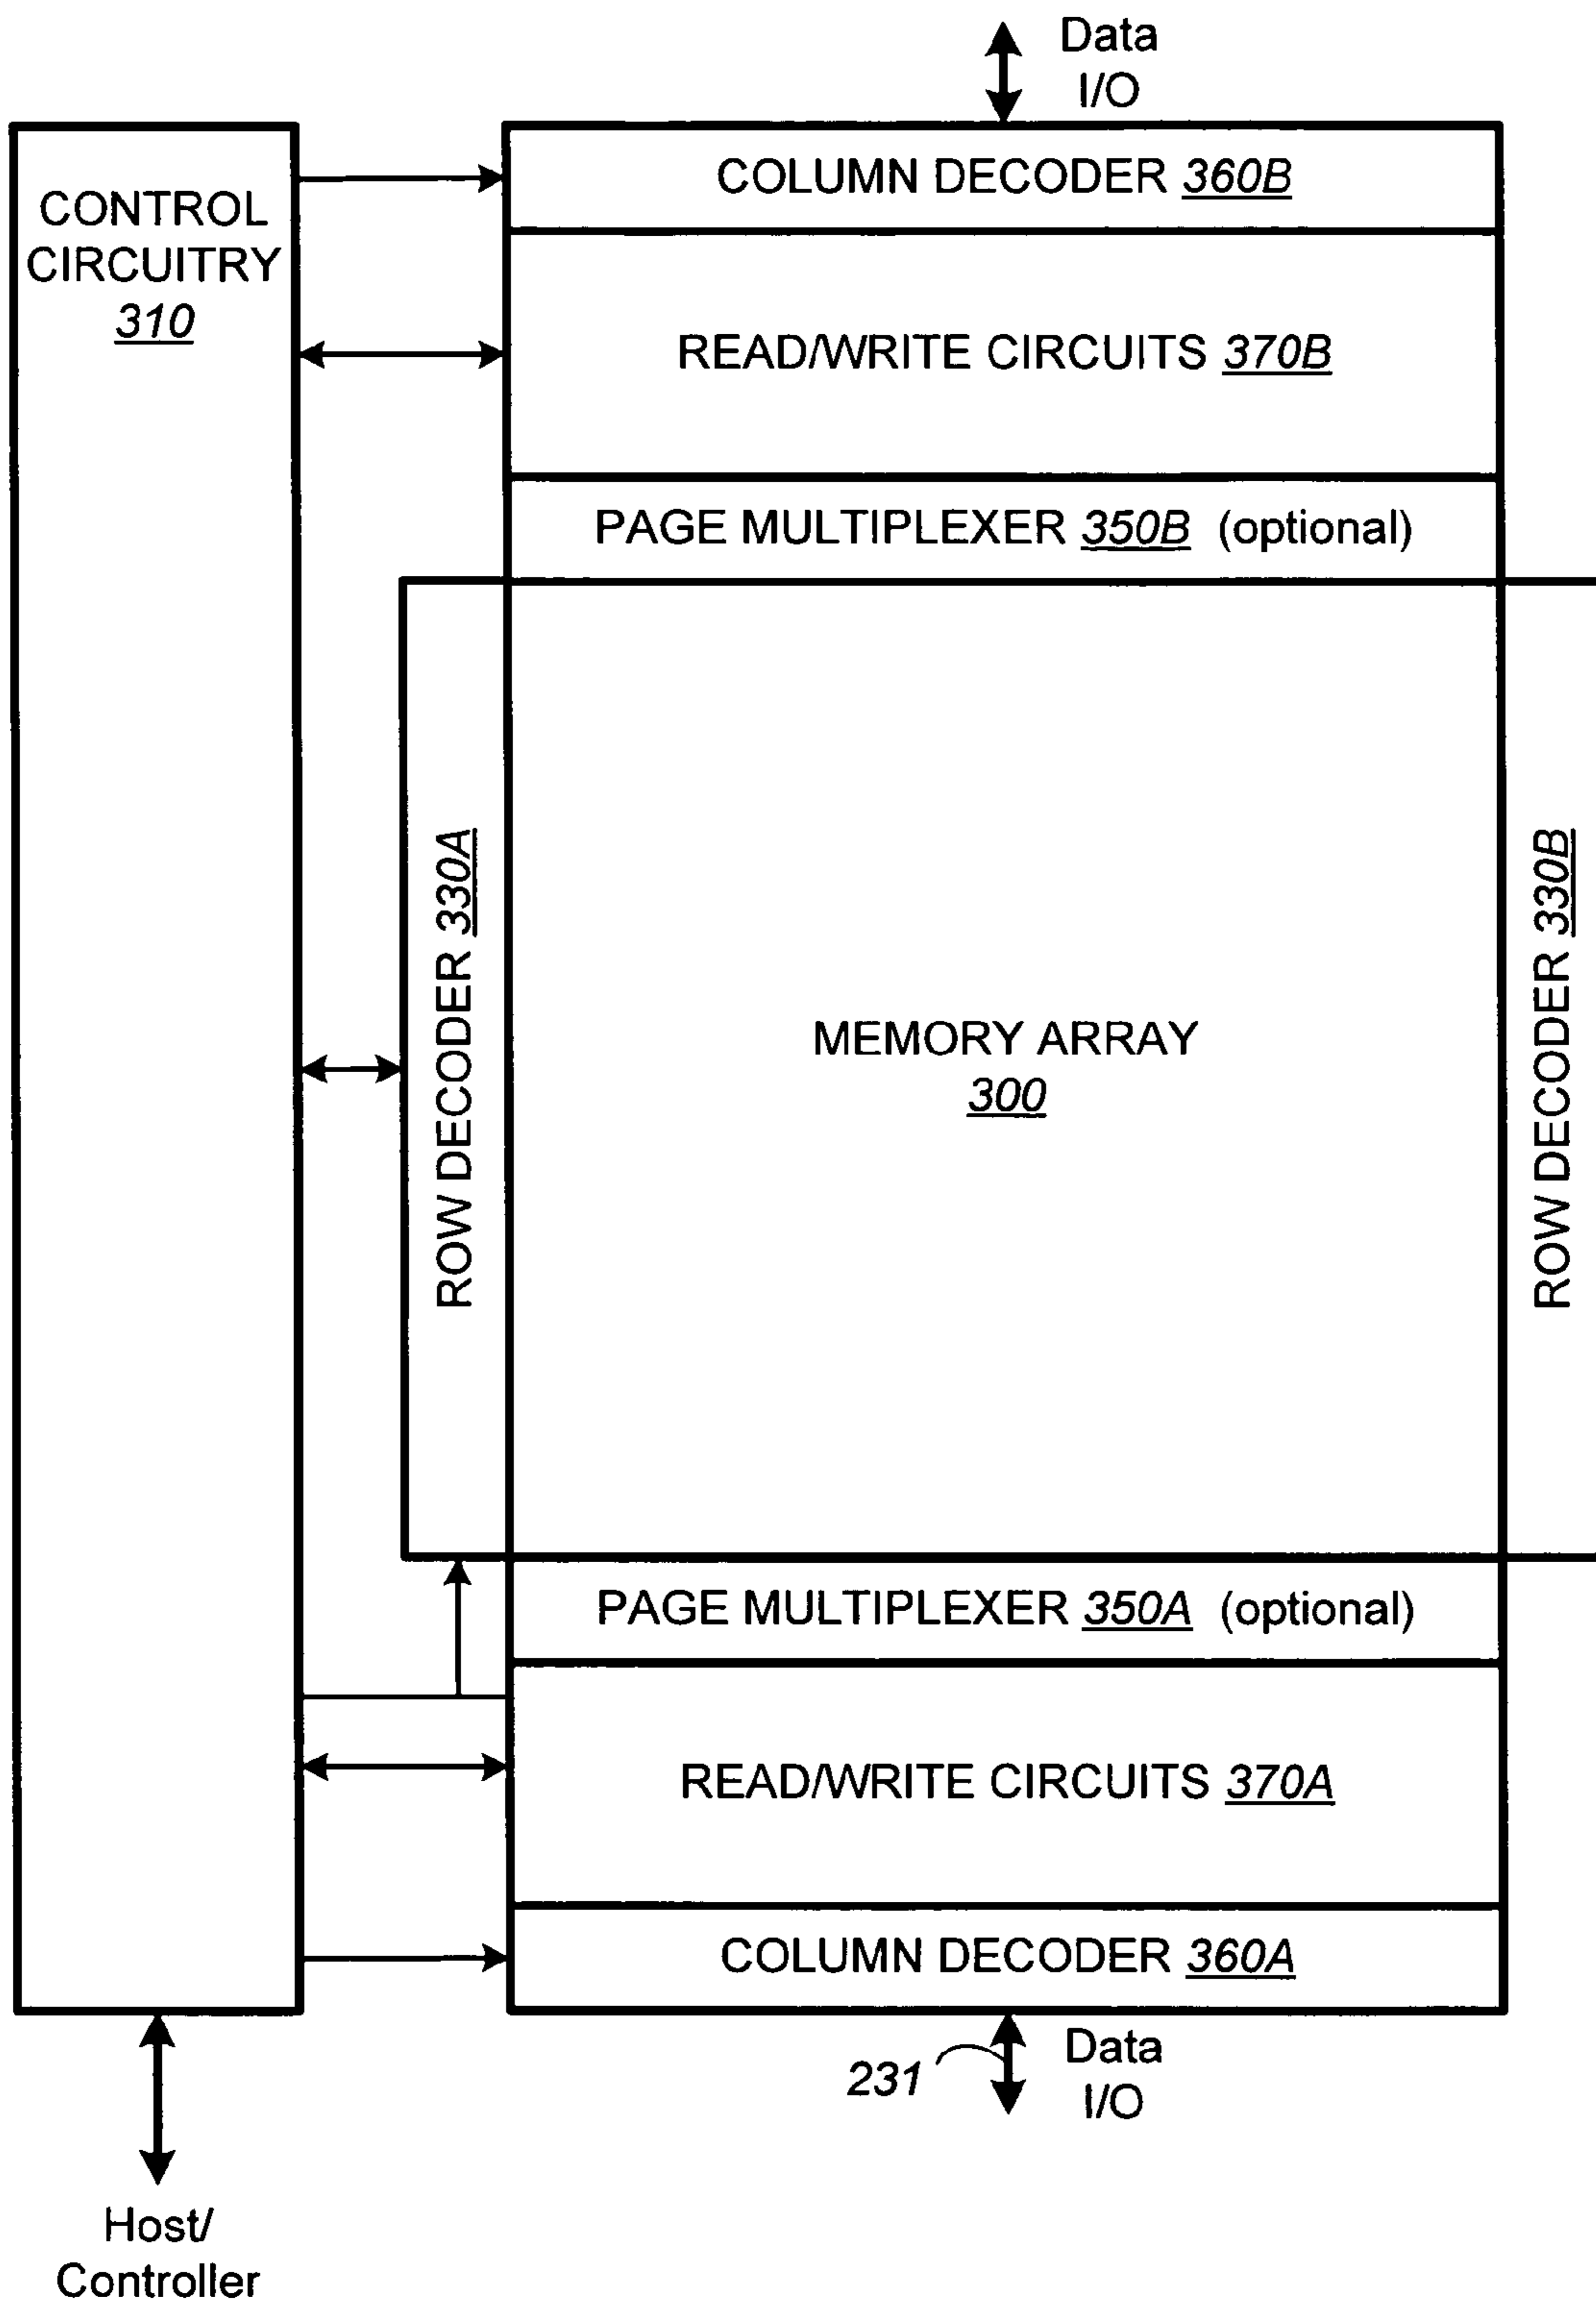 Data
I/O
CONTROL
CIRCUITRY
310
COLUMN DECODER 360B
READ/WRITE CIRCUITS 370B
PAGE MULTIPLEXER 350B (optional)
ROW DECODER 330A
MEMORY ARRAY
300
ROW DECODER 330B
PAGE MULTIPLEXER 350A (optional)
READ/WRITE CIRCUITS 370A
COLUMN DECODER 360A
231
Data
I/O
Host/
Controller